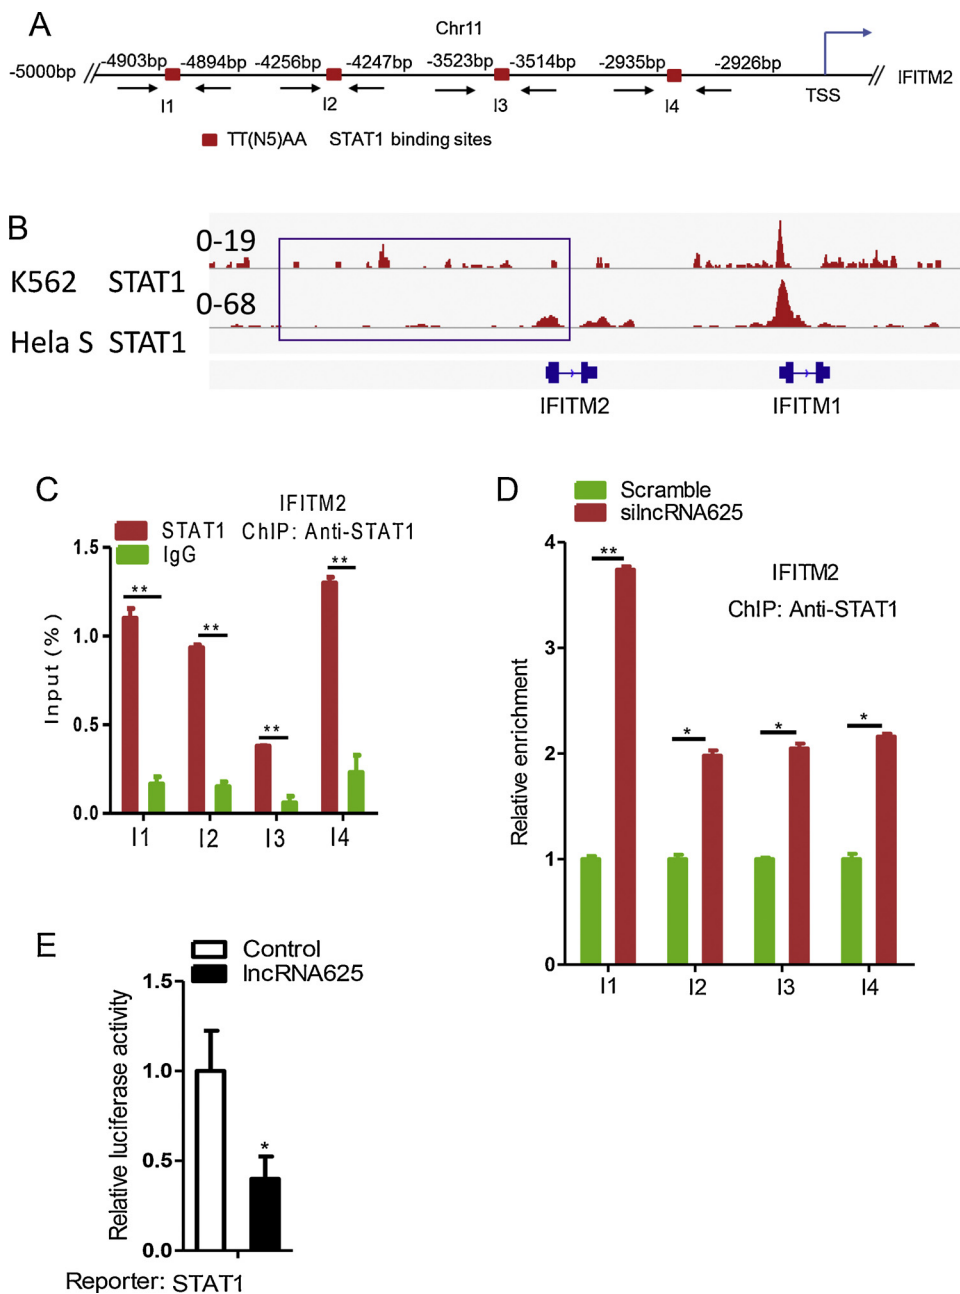 A
Chr11
-5000bp
-4903bp
-4894bp
-4256bp
-4247bp
-3523bp
-3514bp
-2935bp
-2926bp
IFITM2
TSS
I1
I2
I3
I4
TT(N5)AA STAT1 binding sites
B
0-19
K562 STAT1
0-68
Hela S STAT1
IFITM2
IFITM1
C
IFITM2
ChIP: Anti-STAT1
STAT1
IgG
Input (%)
1.5
1.0
0.5
0.0
**
**
**
**
I1
I2
I3
I4
D
Scramble
silncRNA625
IFITM2
ChIP: Anti-STAT1
Relative enrichment
4
3
2
1
0
**
*
*
*
I1
I2
I3
I4
E
Control
lncRNA625
Relative luciferase activity
1.5
1.0
0.5
0.0
*
Reporter: STAT1